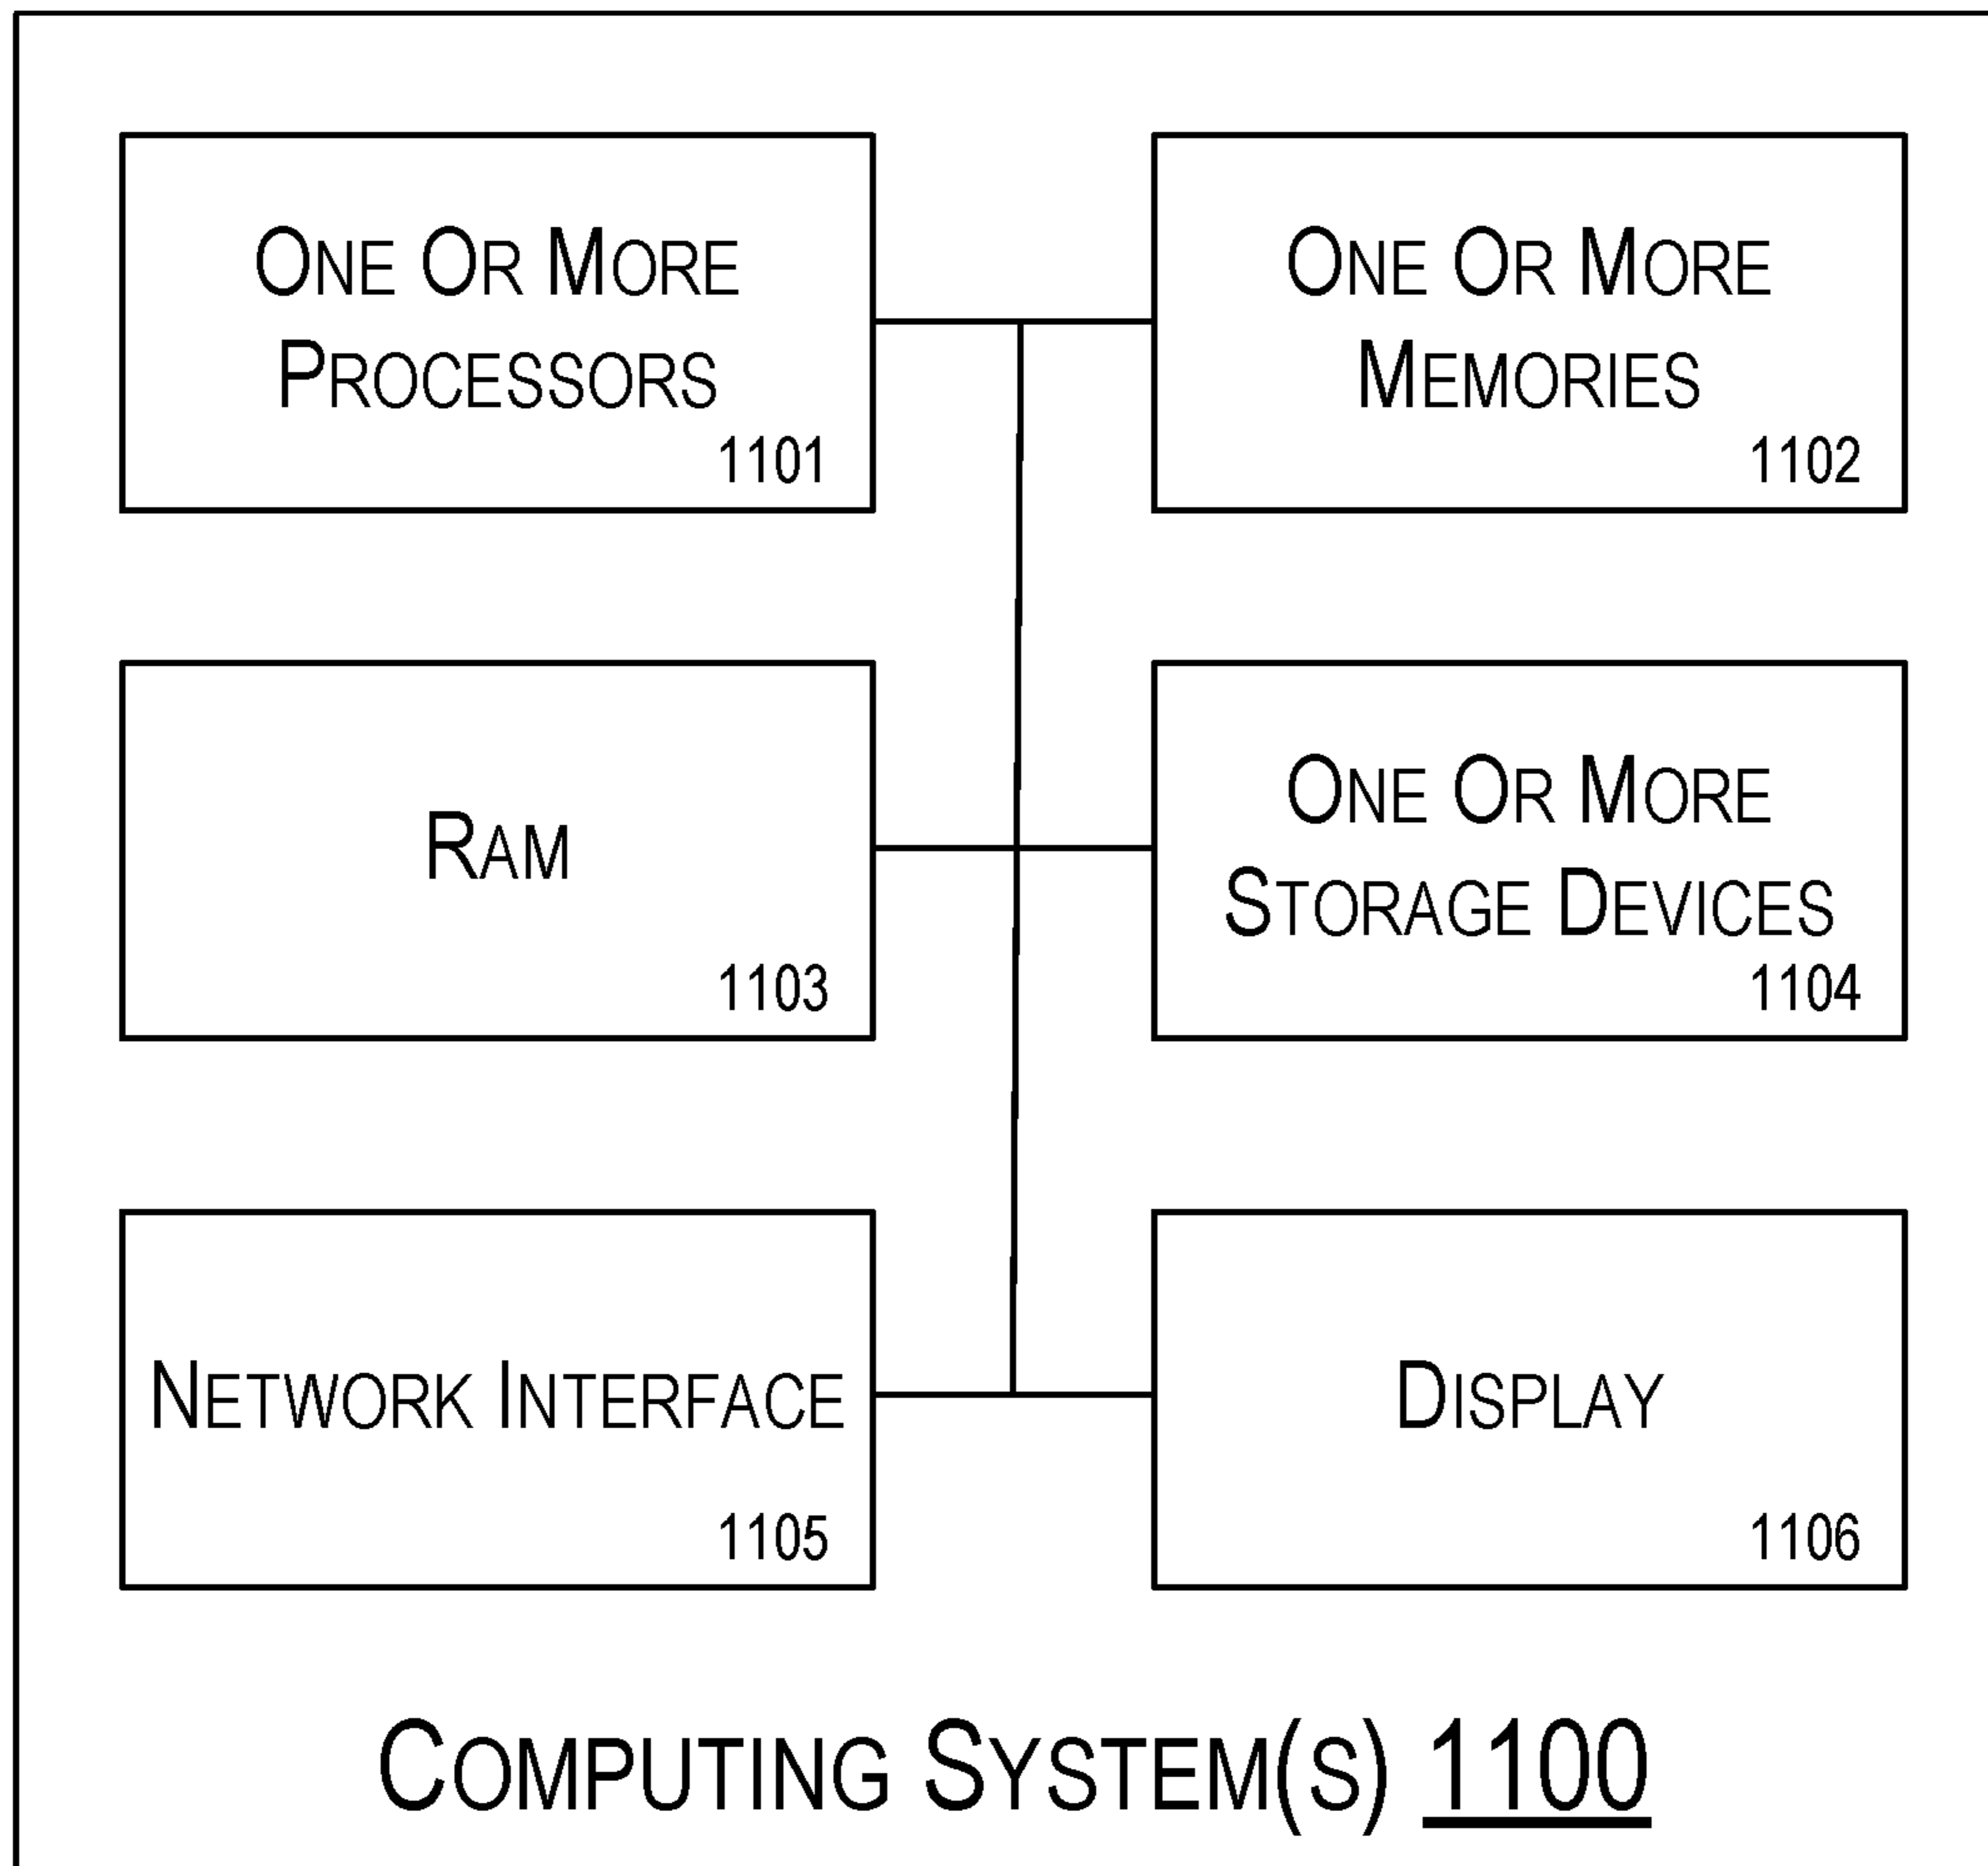 One Or More
Processors
1101
One Or More
Memories
1102
Ram
1103
One Or More
Storage Devices
1104
Network Interface
1105
Display
1106
Computing System(s) 1100